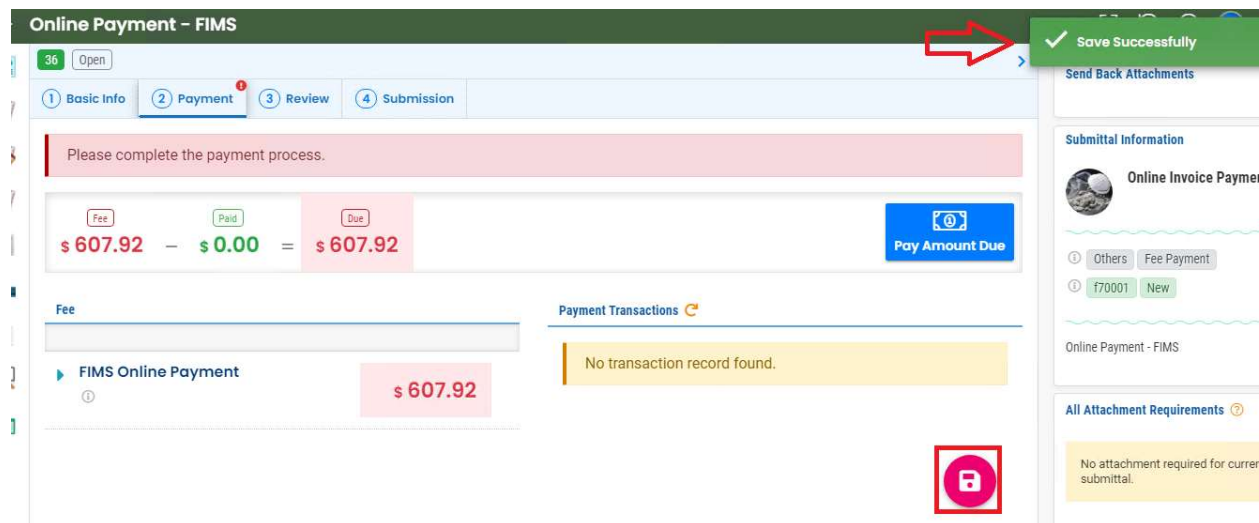 Online Payment - FIMS
Save Successfully
36 Open
Send Back Attachments
1 Basic Info 2 Payment 3 Review 4 Submission
Submittal Information
Please complete the payment process.
Online Invoice
Fee Paid Due
$ 607.92 – $ 0.00 = $ 607.92
Pay Amount Due
Others Fee Payment
f70001 New
Fee
Payment Transactions
Online Payment - FIMS
No transaction record found.
FIMS Online Payment
$ 607.92
All Attachment Requirements
No attachment required for
submittal.